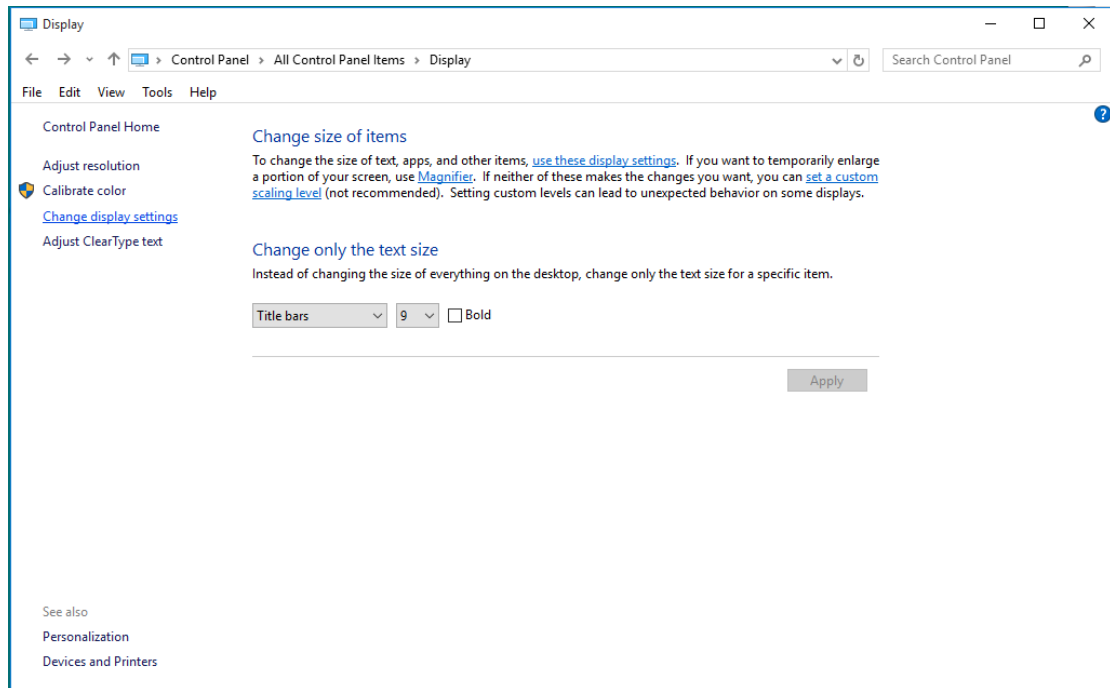 Display
Control Panel > All Control Panel Items > Display
Search Control Panel
File Edit View Tools Help
Control Panel Home
Adjust resolution
Calibrate color
Change display settings
Adjust ClearType text
Change size of items
To change the size of text, apps, and other items, use these display settings. If you want to temporarily enlarge
a portion of your screen, use Magnifier. If neither of these makes the changes you want, you can set a custom
scaling level (not recommended). Setting custom levels can lead to unexpected behavior on some displays.
Change only the text size
Instead of changing the size of everything on the desktop, change only the text size for a specific item.
Title bars 9 Bold
Apply
See also
Personalization
Devices and Printers